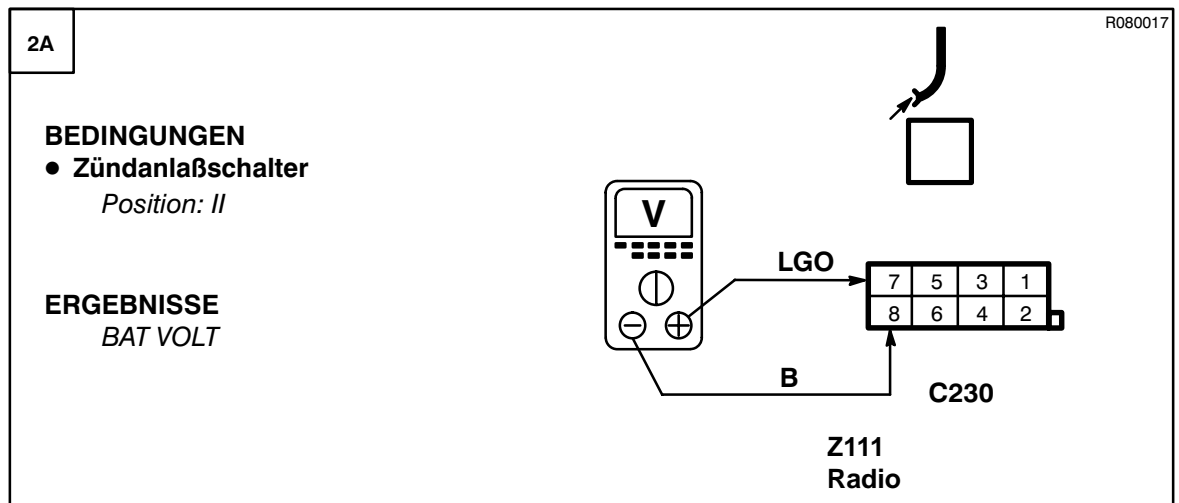 R080017
2A
BEDINGUNGEN
● Zündanlaßschalter
Position: II
ERGEBNISSE
BAT VOLT
V
LGO
7 5 3 1
8 6 4 2
B
C230
Z111
Radio